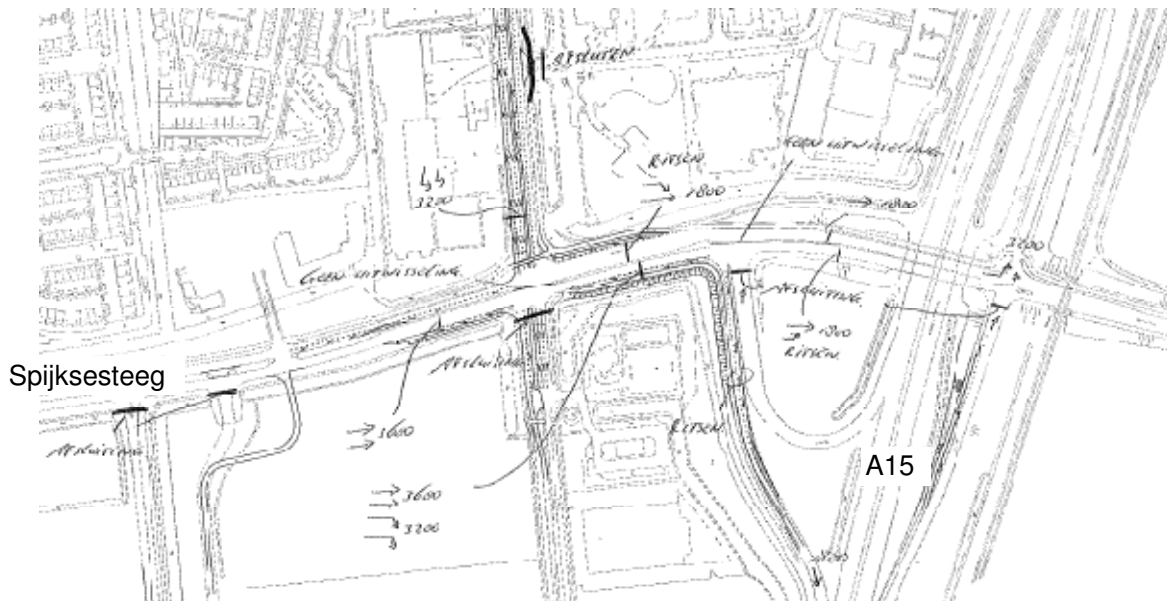 AFSLUITEN
RITSEN
1800
GEEN UITWISSELING
3200
1800
3200
GEEN UITWISSELING
AFSLUITING
1800
RITSEN
AFSLUITING
Spijksesteeg
3600
RITSEN
AFSLUITING
A15
3600
3200